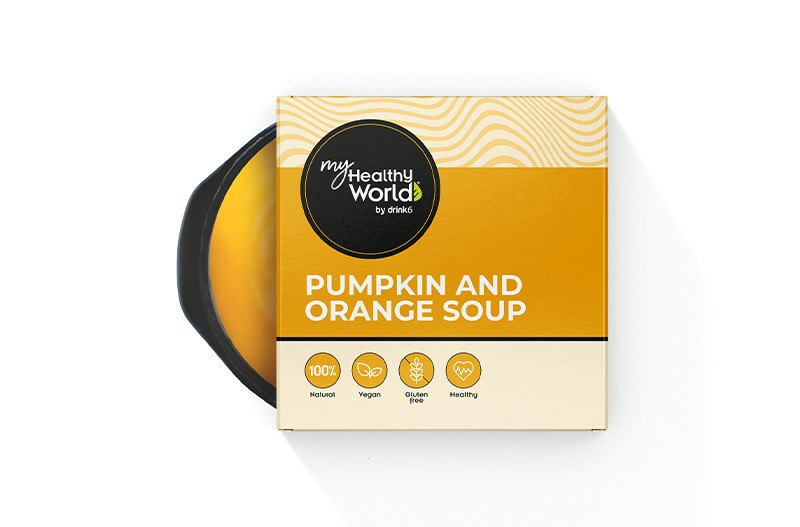 my
Healthy
World
by drink6
PUMPKIN AND
ORANGE SOUP
100%
Natural
Vegan
Gluten
free
Healthy